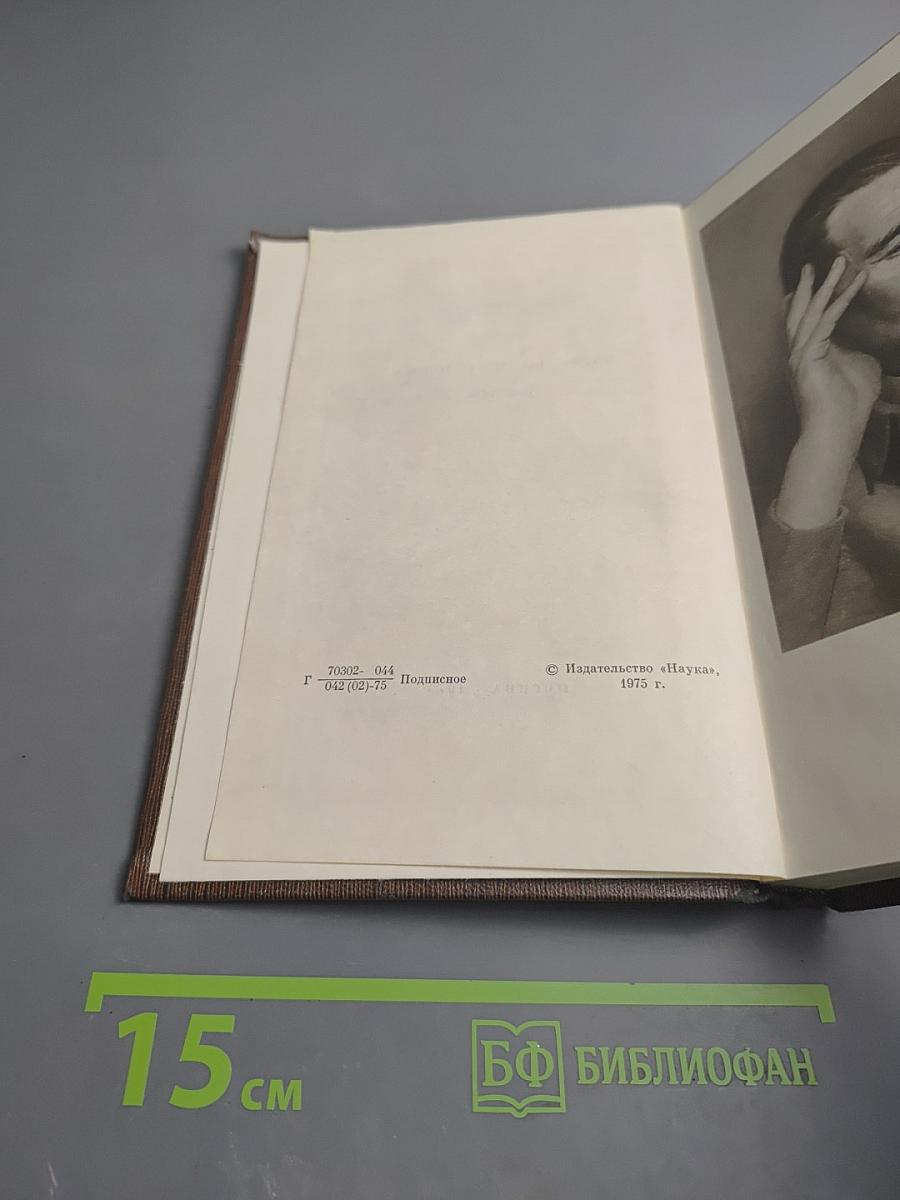 Г 70302- 044
042 (02)-75 Подписное
© Издательство «Наука»,
1975 г.
15 см
БФ БИБЛИОФАН